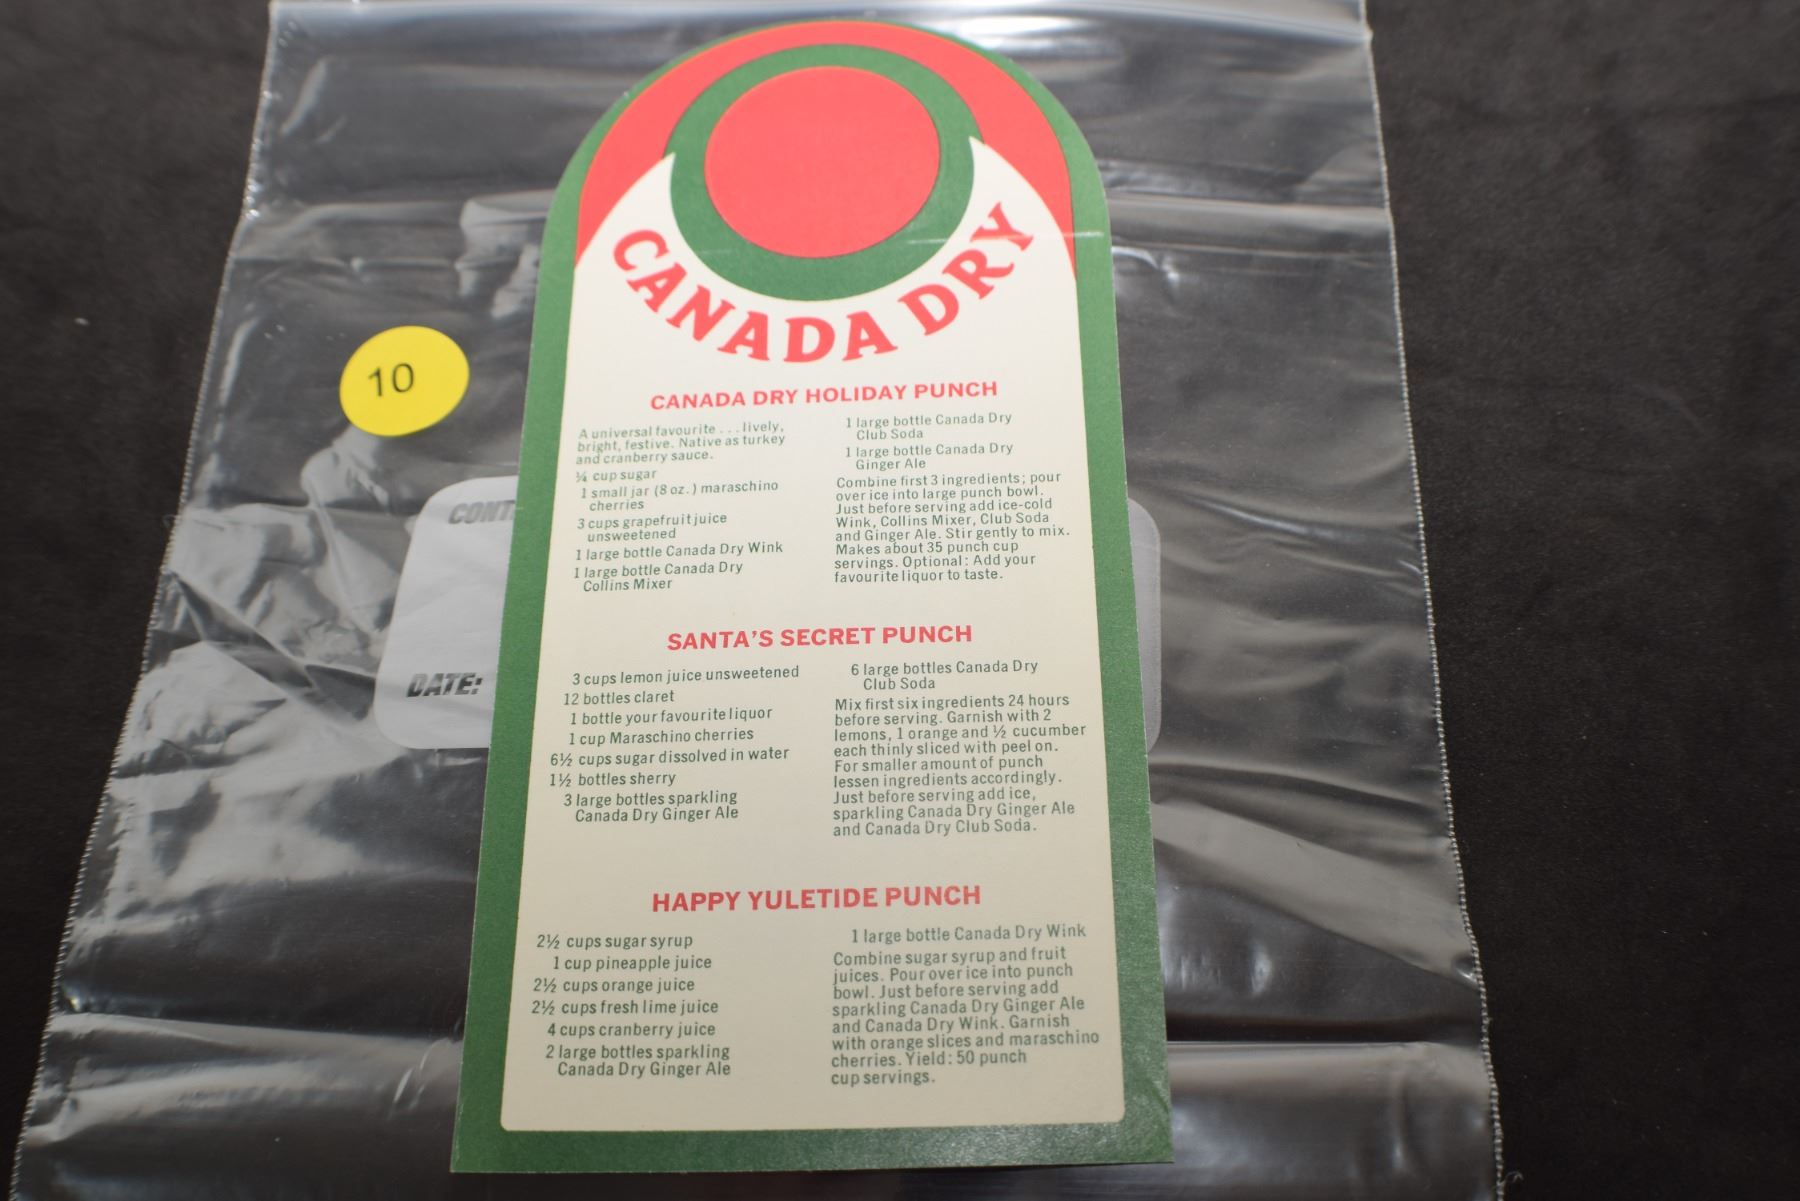 CANADA DRY
10
CONT
DATE:
CANADA DRY HOLIDAY PUNCH
A universal favourite . . . lively,
bright, festive. Native as turkey
and cranberry sauce.
¾ cup sugar
1 small jar (8 oz.) maraschino
cherries
3 cups grapefruit juice
unsweetened
1 large bottle Canada Dry Wink
1 large bottle Canada Dry
Collins Mixer
1 large bottle Canada Dry
Club Soda
1 large bottle Canada Dry
Ginger Ale
Combine first 3 ingredients; pour
over ice into large punch bowl.
Just before serving add ice-cold
Wink, Collins Mixer, Club Soda
and Ginger Ale. Stir gently to mix.
Makes about 35 punch cup
servings. Optional: Add your
favourite liquor to taste.
SANTA'S SECRET PUNCH
3 cups lemon juice unsweetened
12 bottles claret
1 bottle your favourite liquor
1 cup Maraschino cherries
6½ cups sugar dissolved in water
1½ bottles sherry
3 large bottles sparkling
Canada Dry Ginger Ale
6 large bottles Canada Dry
Club Soda
Mix first six ingredients 24 hours
before serving. Garnish with 2
lemons, 1 orange and ½ cucumber
each thinly sliced with peel on.
For smaller amount of punch
lessen ingredients accordingly.
Just before serving add ice,
sparkling Canada Dry Ginger Ale
and Canada Dry Club Soda.
HAPPY YULETIDE PUNCH
2½ cups sugar syrup
1 cup pineapple juice
2½ cups orange juice
2½ cups fresh lime juice
4 cups cranberry juice
2 large bottles sparkling
Canada Dry Ginger Ale
1 large bottle Canada Dry Wink
Combine sugar syrup and fruit
juices. Pour over ice into punch
bowl. Just before serving add
sparkling Canada Dry Ginger Ale
and Canada Dry Wink. Garnish
with orange slices and maraschino
cherries. Yield: 50 punch
cup servings.